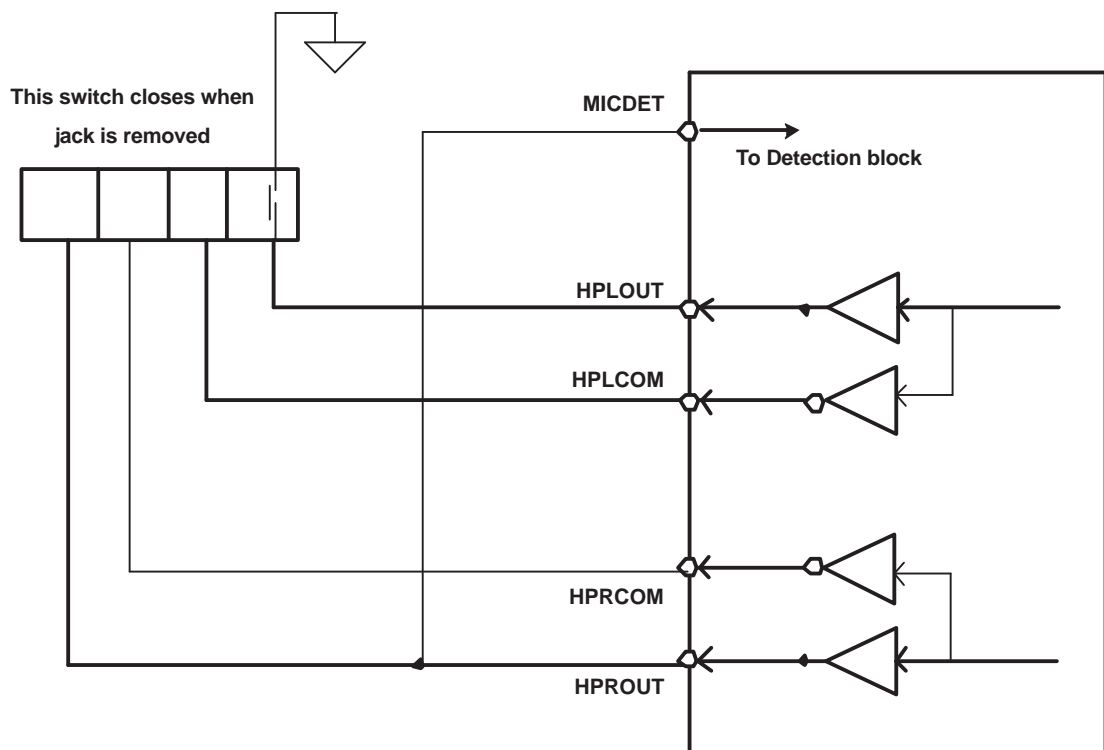 This switch closes when
jack is removed
MICDET
To Detection block
HPLOUT
HPLCOM
HPRCOM
HPROUT